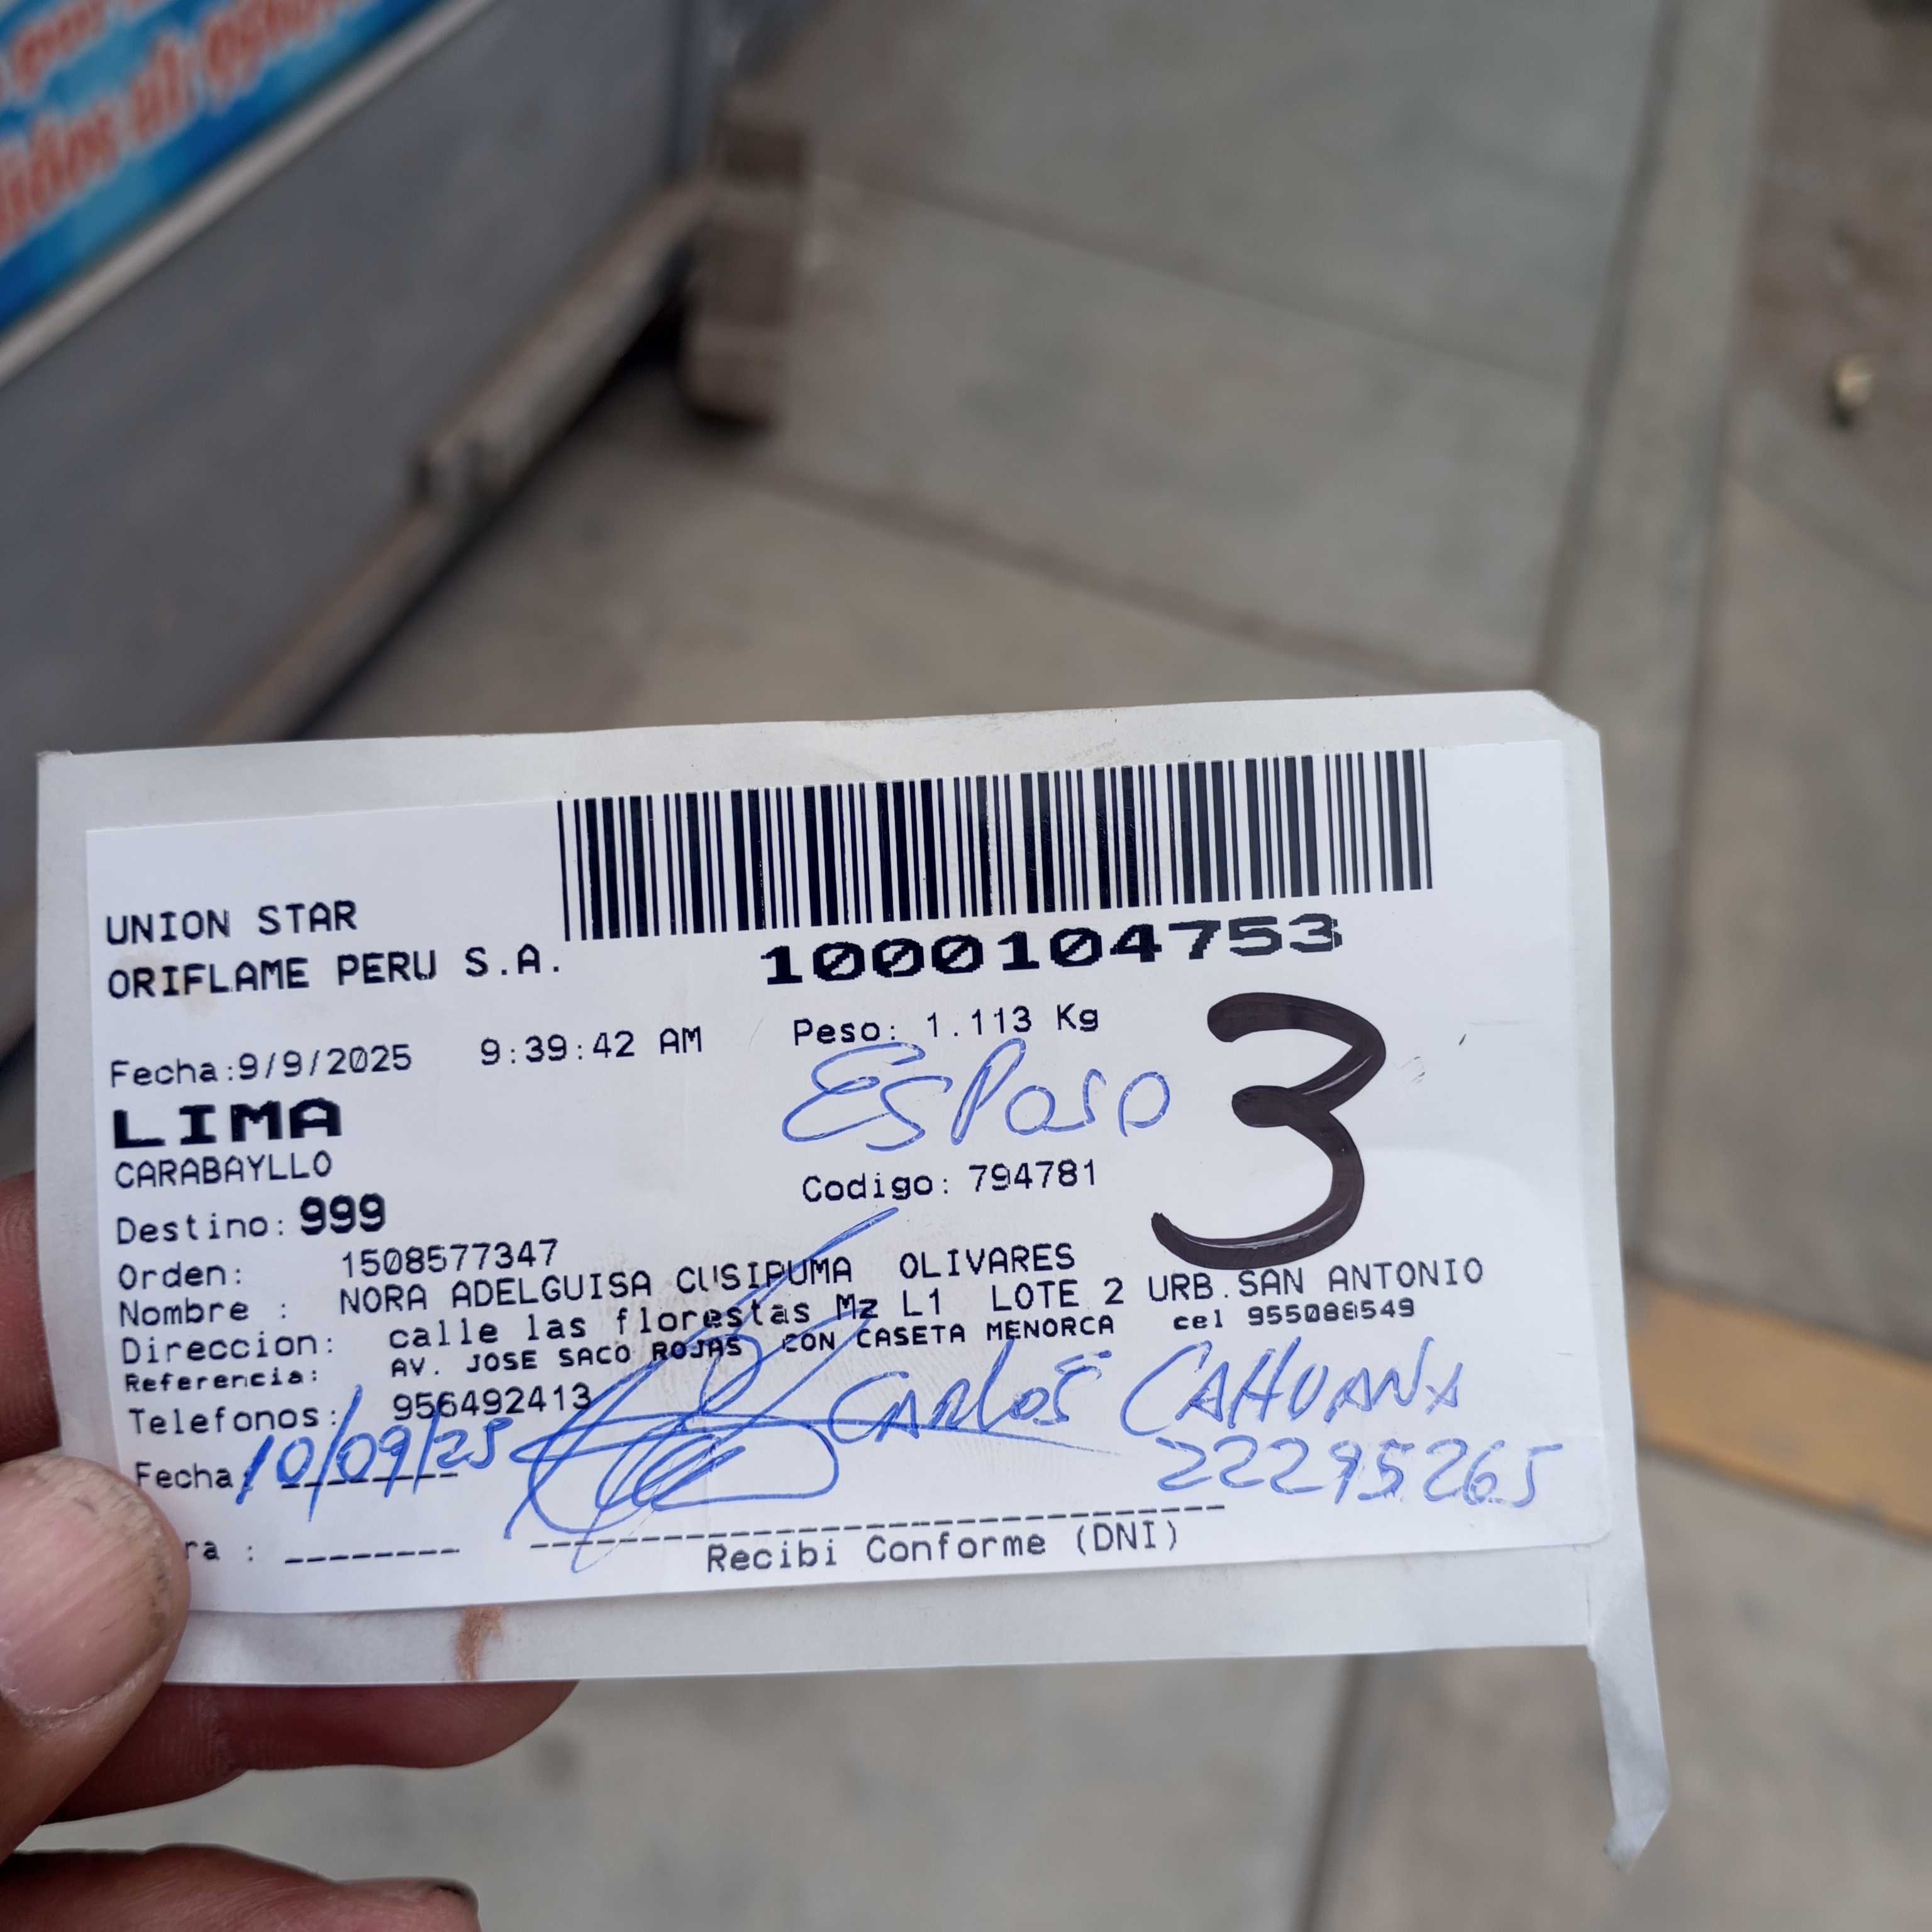 UNION STAR
ORIFLAME PERU S.A.
1000104753
Fecha:9/9/2025 9:39:42 AM Peso: 1.113 Kg
LIMA
Esposo
3
CARABAYLLO
Codigo: 794781
Destino: 999
Orden: 1508577347
Nombre : NORA ADELGUISA CUSIPUMA OLIVARES
Direccion: calle las florestas Mz L1 LOTE 2 URB.SAN ANTONIO
Referencia: AV. JOSE SACO ROJAS CON CASETA MENORCA cel 955088549
Telefonos: 956492413
CARLOS CAHUANA
Fecha 10/09/25
22295265
ra : --------
Recibi Conforme (DNI)